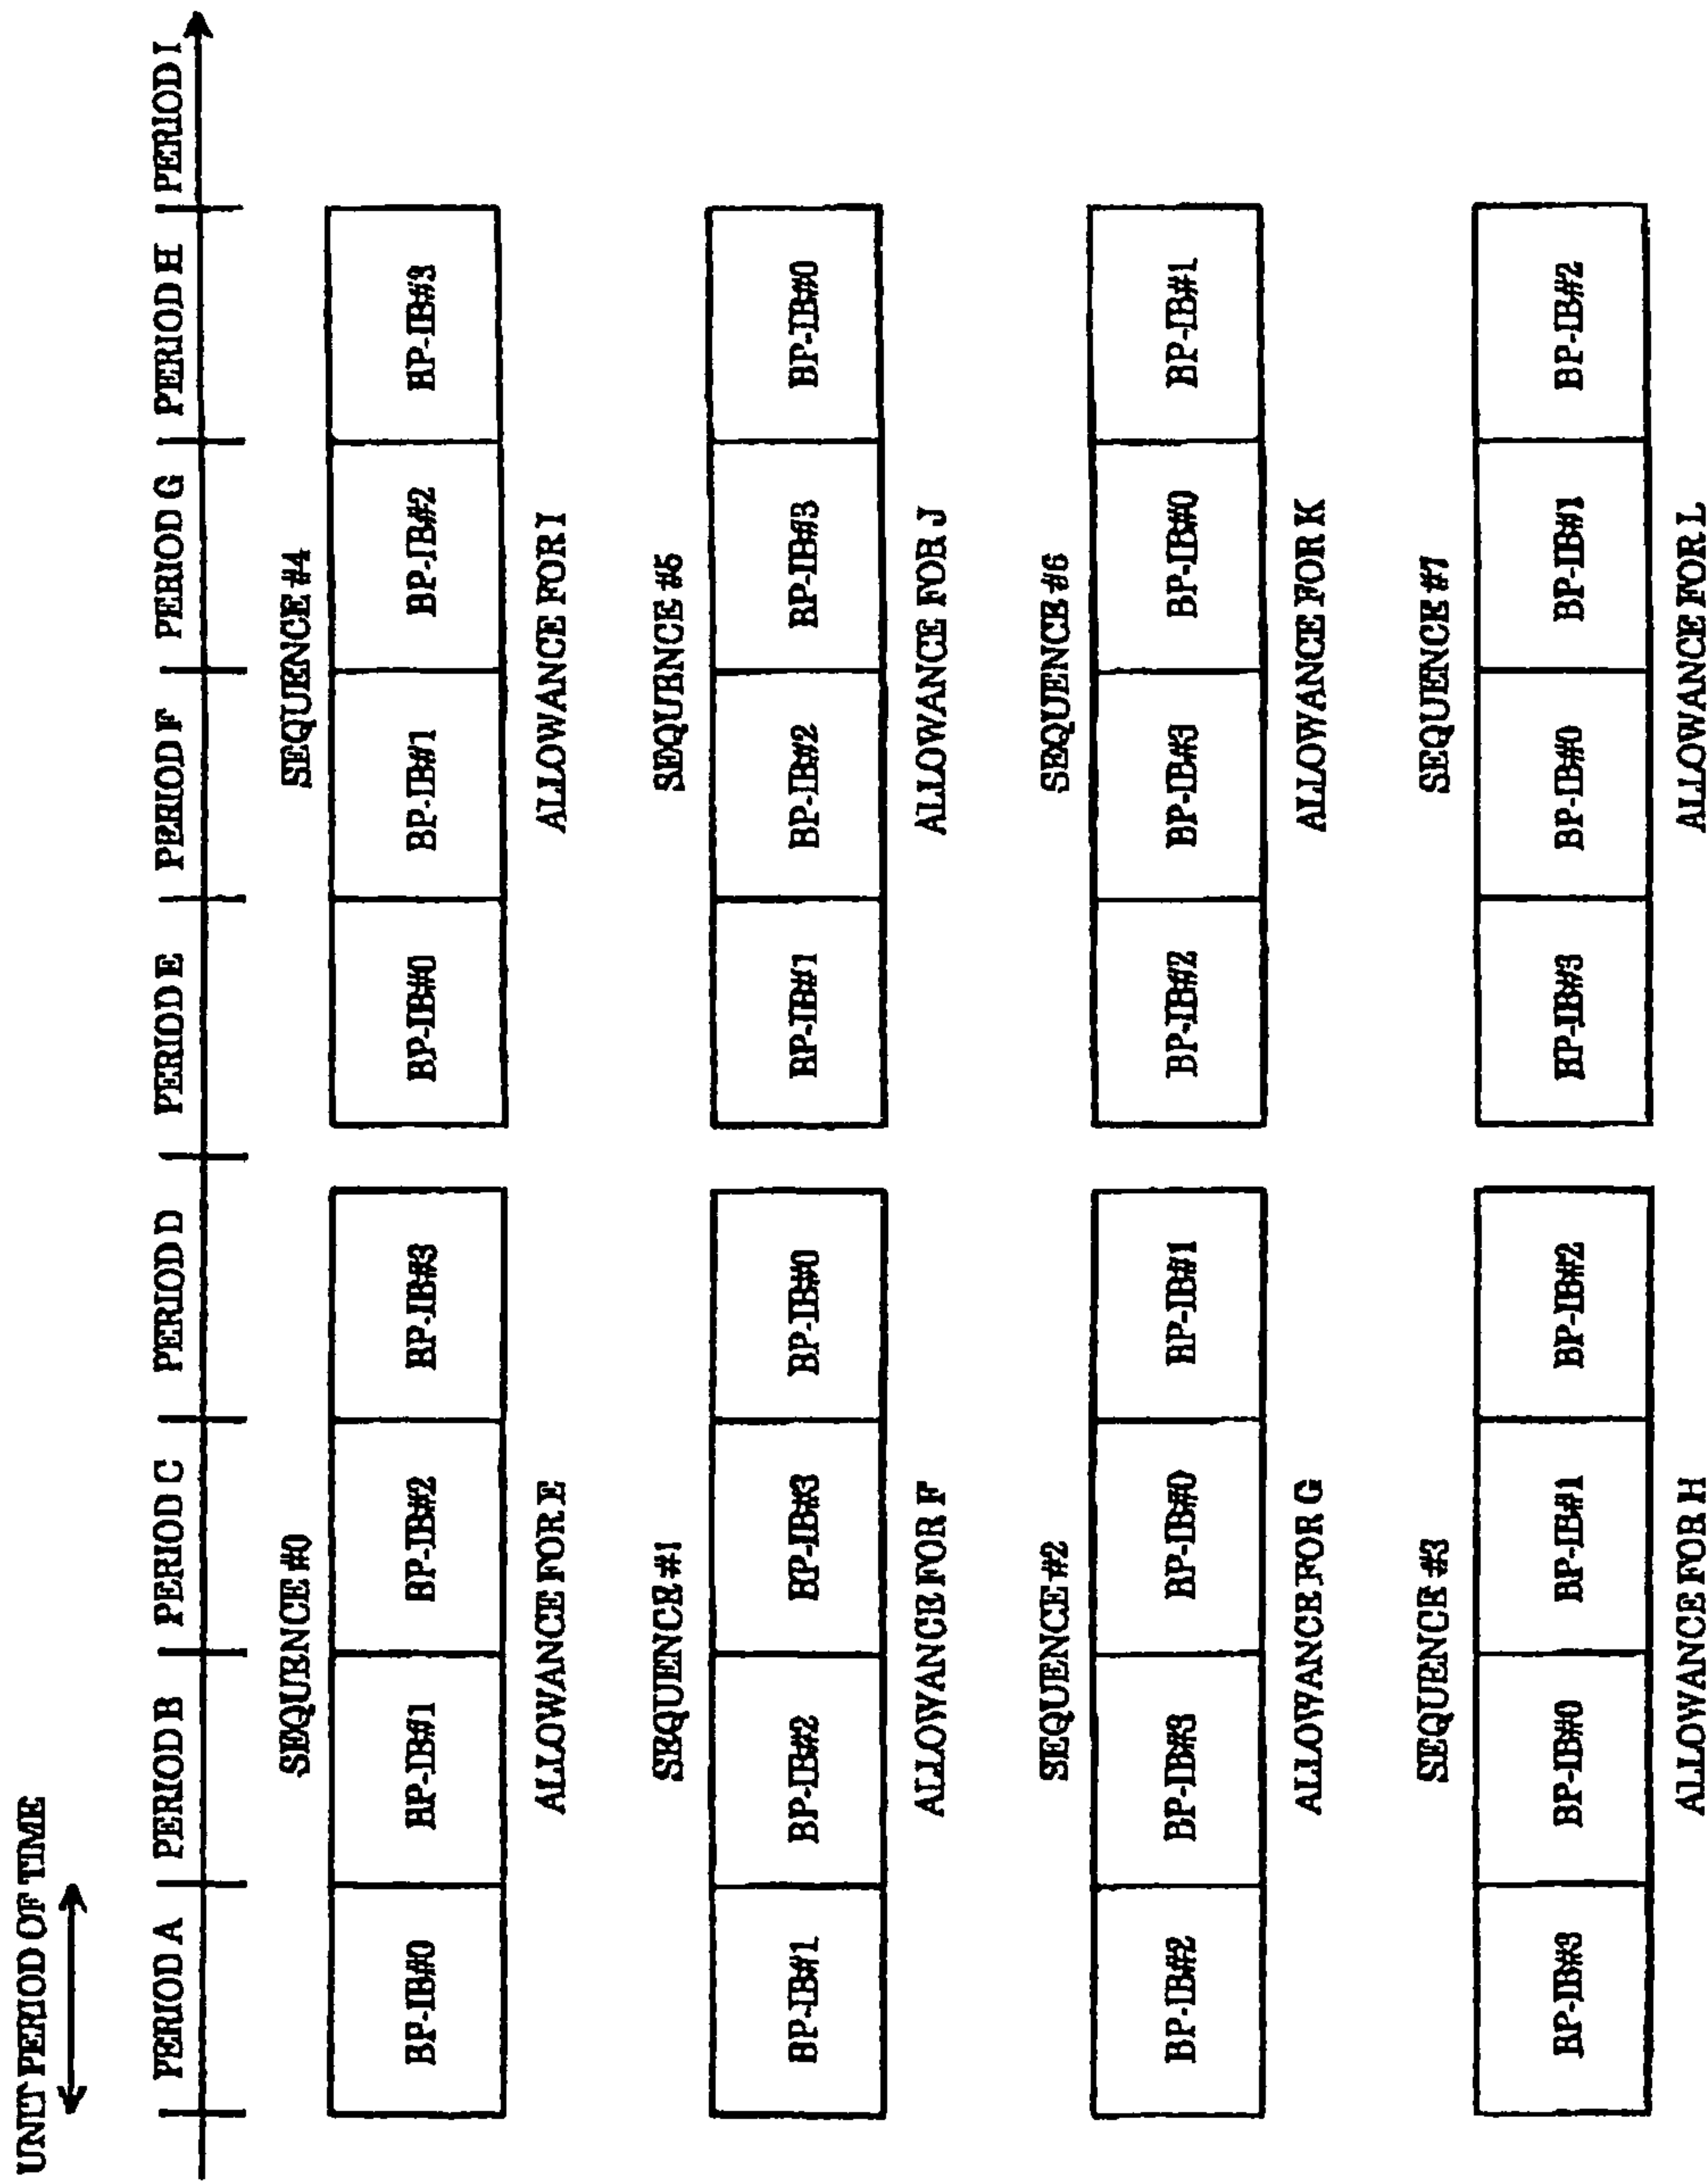 UNIT PERIOD OF TIME
PERIOD A PERIOD B PERIOD C PERIOD D PERIOD E PERIOD F PERIOD G PERIOD H PERIOD I
SEQUENCE #0 SEQUENCE #4
BP-IB#0 BP-IB#1 BP-IB#2 BP-IB#3 BP-IB#0 BP-IB#1 BP-IB#2 BP-IB#3
ALLOWANCE FOR E ALLOWANCE FOR I
SEQUENCE #1 SEQUENCE #5
BP-IB#1 BP-IB#2 BP-IB#3 BP-IB#0 BP-IB#1 BP-IB#2 BP-IB#3 BP-IB#0
ALLOWANCE FOR F ALLOWANCE FOR J
SEQUENCE #2 SEQUENCE #6
BP-IB#2 BP-IB#3 BP-IB#0 BP-IB#1 BP-IB#2 BP-IB#3 BP-IB#0 BP-IB#1
ALLOWANCE FOR G ALLOWANCE FOR K
SEQUENCE #3 SEQUENCE #7
BP-IB#3 BP-IB#0 BP-IB#1 BP-IB#2 BP-IB#3 BP-IB#0 BP-IB#1 BP-IB#2
ALLOWANCE FOR H ALLOWANCE FOR L